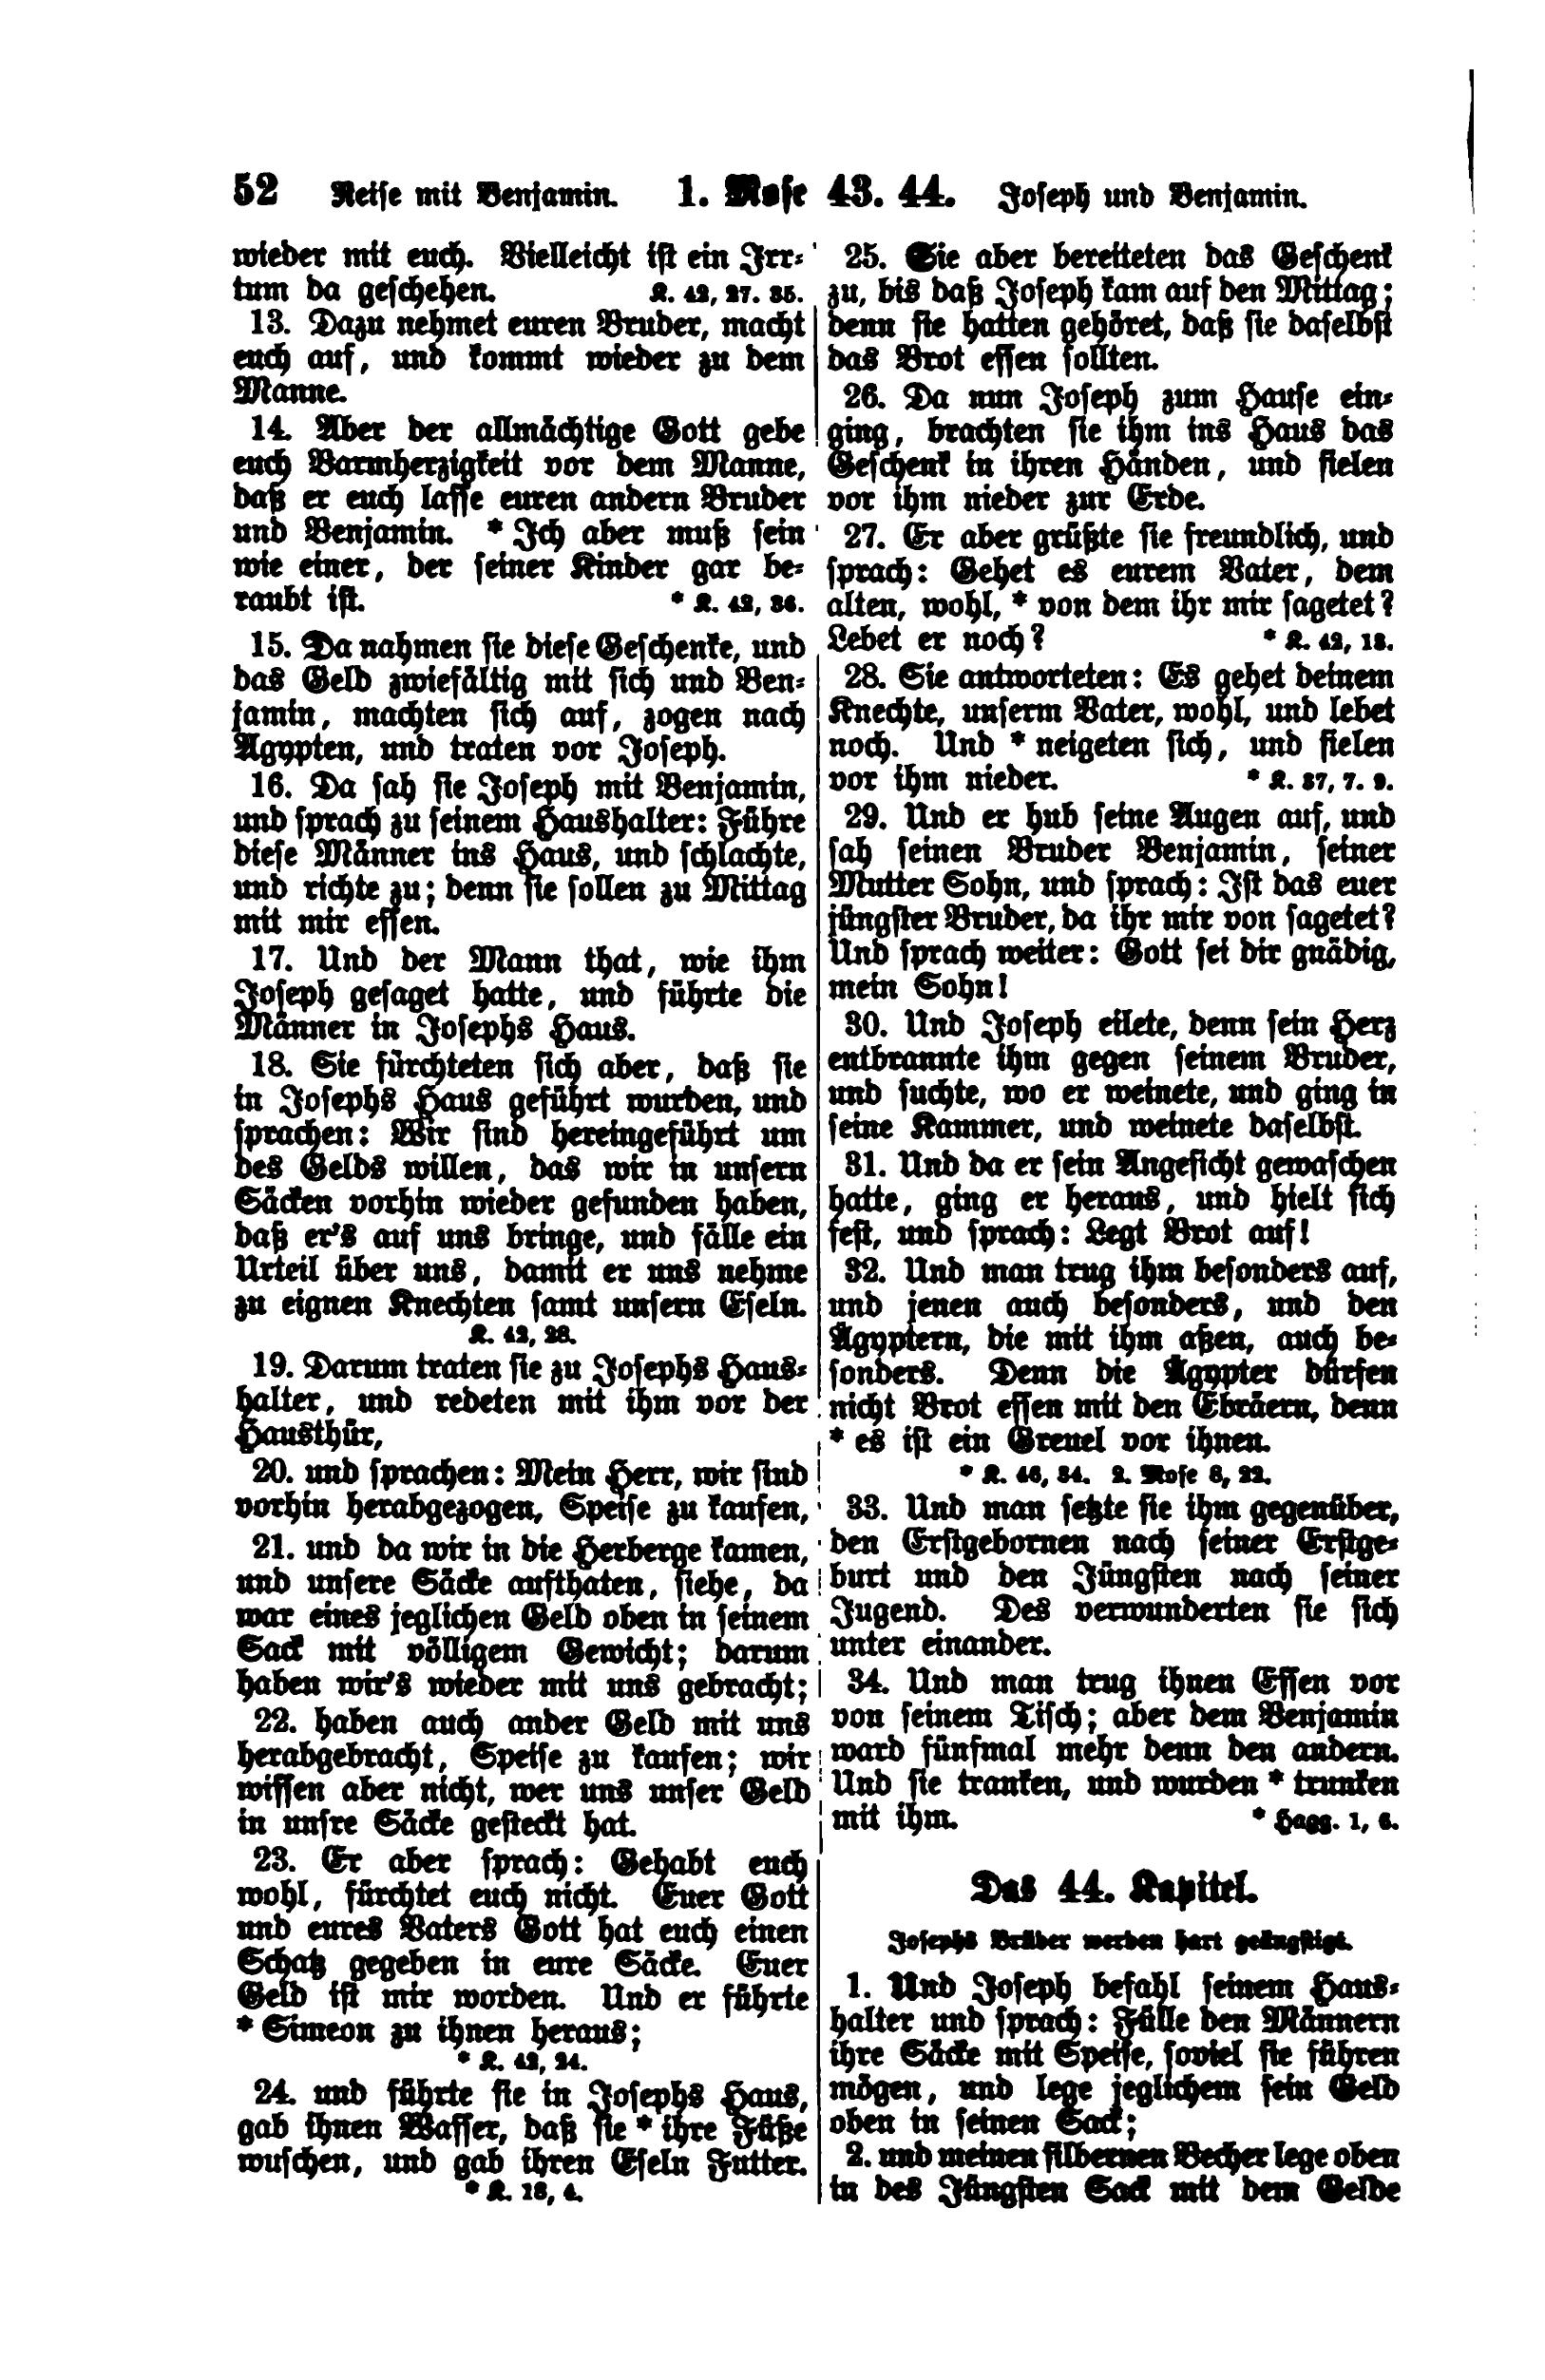 52 Reise mit Benjamin. 1. Mose 43. 44. Joseph und Benjamin.
wieder mit euch. Vielleicht ist ein Irr-
tum da geschehen. K. 42, 27. 35.
13. Dazu nehmet euren Bruder, macht
euch auf, und kommt wieder zu dem
Manne.
14. Aber der allmächtige Gott gebe
euch Barmherzigkeit vor dem Manne,
daß er euch lasse euren andern Bruder
und Benjamin. * Ich aber muß sein
wie einer, der seiner Kinder gar be-
raubt ist. * K. 42, 36.
15. Da nahmen sie diese Geschenke, und
das Geld zwiefältig mit sich und Ben-
jamin, machten sich auf, zogen nach
Ägypten, und traten vor Joseph.
16. Da sah sie Joseph mit Benjamin,
und sprach zu seinem Haushalter: Führe
diese Männer ins Haus, und schlachte,
und richte zu; denn sie sollen zu Mittag
mit mir essen.
17. Und der Mann that, wie ihm
Joseph gesaget hatte, und führte die
Männer in Josephs Haus.
18. Sie fürchteten sich aber, daß sie
in Josephs Haus geführt wurden, und
sprachen: Wir sind hereingeführt um
des Gelds willen, das wir in unsern
Säcken vorhin wieder gefunden haben,
daß er's auf uns bringe, und fälle ein
Urteil über uns, damit er uns nehme
zu eignen Knechten samt unsern Eseln.
K. 42, 28.
19. Darum traten sie zu Josephs Haus-
halter, und redeten mit ihm vor der
Hausthür,
20. und sprachen: Mein Herr, wir sind
vorhin herabgezogen, Speise zu kaufen,
21. und da wir in die Herberge kamen,
und unsere Säcke aufthaten, siehe, da
war eines jeglichen Geld oben in seinem
Sack mit völligem Gewicht; darum
haben wir's wieder mit uns gebracht;
22. haben auch ander Geld mit uns
herabgebracht, Speise zu kaufen; wir
wissen aber nicht, wer uns unser Geld
in unsre Säcke gesteckt hat.
23. Er aber sprach: Gehabt euch
wohl, fürchtet euch nicht. Euer Gott
und eures Vaters Gott hat euch einen
Schatz gegeben in eure Säcke. Euer
Geld ist mir worden. Und er führte
* Simeon zu ihnen heraus;
* K. 42, 24.
24. und führte sie in Josephs Haus,
gab ihnen Wasser, daß sie * ihre Füße
wuschen, und gab ihren Eseln Futter.
* K. 18, 4.
25. Sie aber bereiteten das Geschenk
zu, bis daß Joseph kam auf den Mittag;
denn sie hatten gehöret, daß sie daselbst
das Brot essen sollten.
26. Da nun Joseph zum Hause ein-
ging, brachten sie ihm ins Haus das
Geschenk in ihren Händen, und fielen
vor ihm nieder zur Erde.
27. Er aber grüßte sie freundlich, und
sprach: Gehet es eurem Vater, dem
alten, wohl, * von dem ihr mir sagetet?
Lebet er noch? * K. 42, 13.
28. Sie antworteten: Es gehet deinem
Knechte, unserm Vater, wohl, und lebet
noch. Und * neigeten sich, und fielen
vor ihm nieder. * K. 37, 7. 9.
29. Und er hub seine Augen auf, und
sah seinen Bruder Benjamin, seiner
Mutter Sohn, und sprach: Ist das euer
jüngster Bruder, da ihr mir von sagetet?
Und sprach weiter: Gott sei dir gnädig,
mein Sohn!
30. Und Joseph eilete, denn sein Herz
entbrannte ihm gegen seinem Bruder,
und suchte, wo er weinete, und ging in
seine Kammer, und weinete daselbst.
31. Und da er sein Angesicht gewaschen
hatte, ging er heraus, und hielt sich
fest, und sprach: Legt Brot auf!
32. Und man trug ihm besonders auf,
und jenen auch besonders, und den
Ägyptern, die mit ihm aßen, auch be-
sonders. Denn die Ägypter dürfen
nicht Brot essen mit den Ebräern, denn
* es ist ein Greuel vor ihnen.
* K. 46, 34. 2. Mose 8, 22.
33. Und man setzte sie ihm gegenüber,
den Erstgebornen nach seiner Erstge-
burt und den Jüngsten nach seiner
Jugend. Des verwunderten sie sich
unter einander.
34. Und man trug ihnen Essen vor
von seinem Tisch; aber dem Benjamin
ward fünfmal mehr denn den andern.
Und sie tranken, und wurden * trunken
mit ihm. * Hagg. 1, 6.
Das 44. Kapitel.
Josephs Brüder werden hart geängstigt.
1. Und Joseph befahl seinem Haus-
halter und sprach: Fülle den Männern
ihre Säcke mit Speise, soviel sie führen
mögen, und lege jeglichem sein Geld
oben in seinen Sack;
2. und meinen silbernen Becher lege oben
in des Jüngsten Sack mit dem Gelde